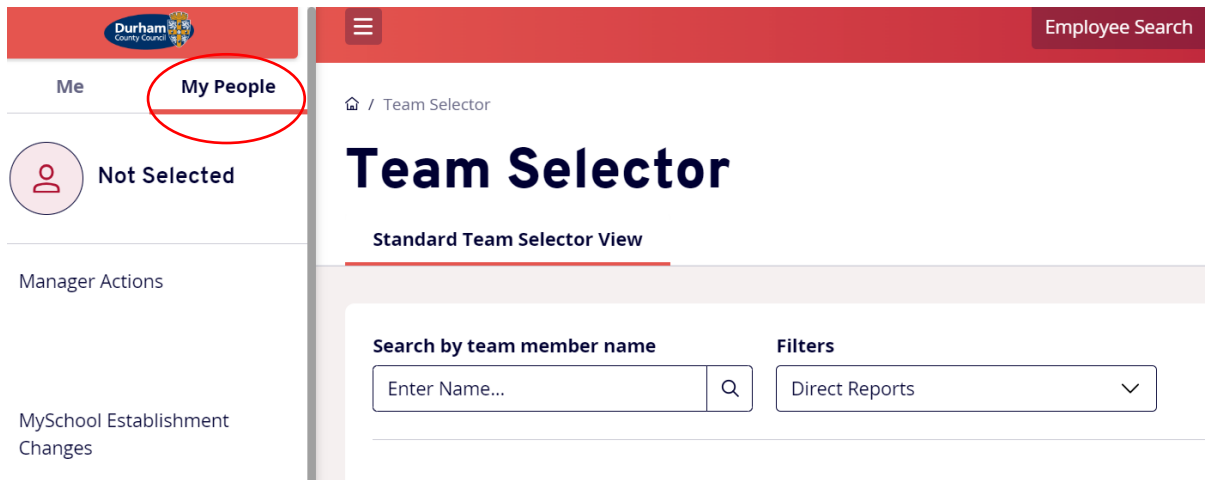 Durham
County Council
Me
My People
Not Selected
Manager Actions
MySchool Establishment
Changes
Employee Search
/ Team Selector
Team Selector
Standard Team Selector View
Search by team member name
Enter Name...
Filters
Direct Reports